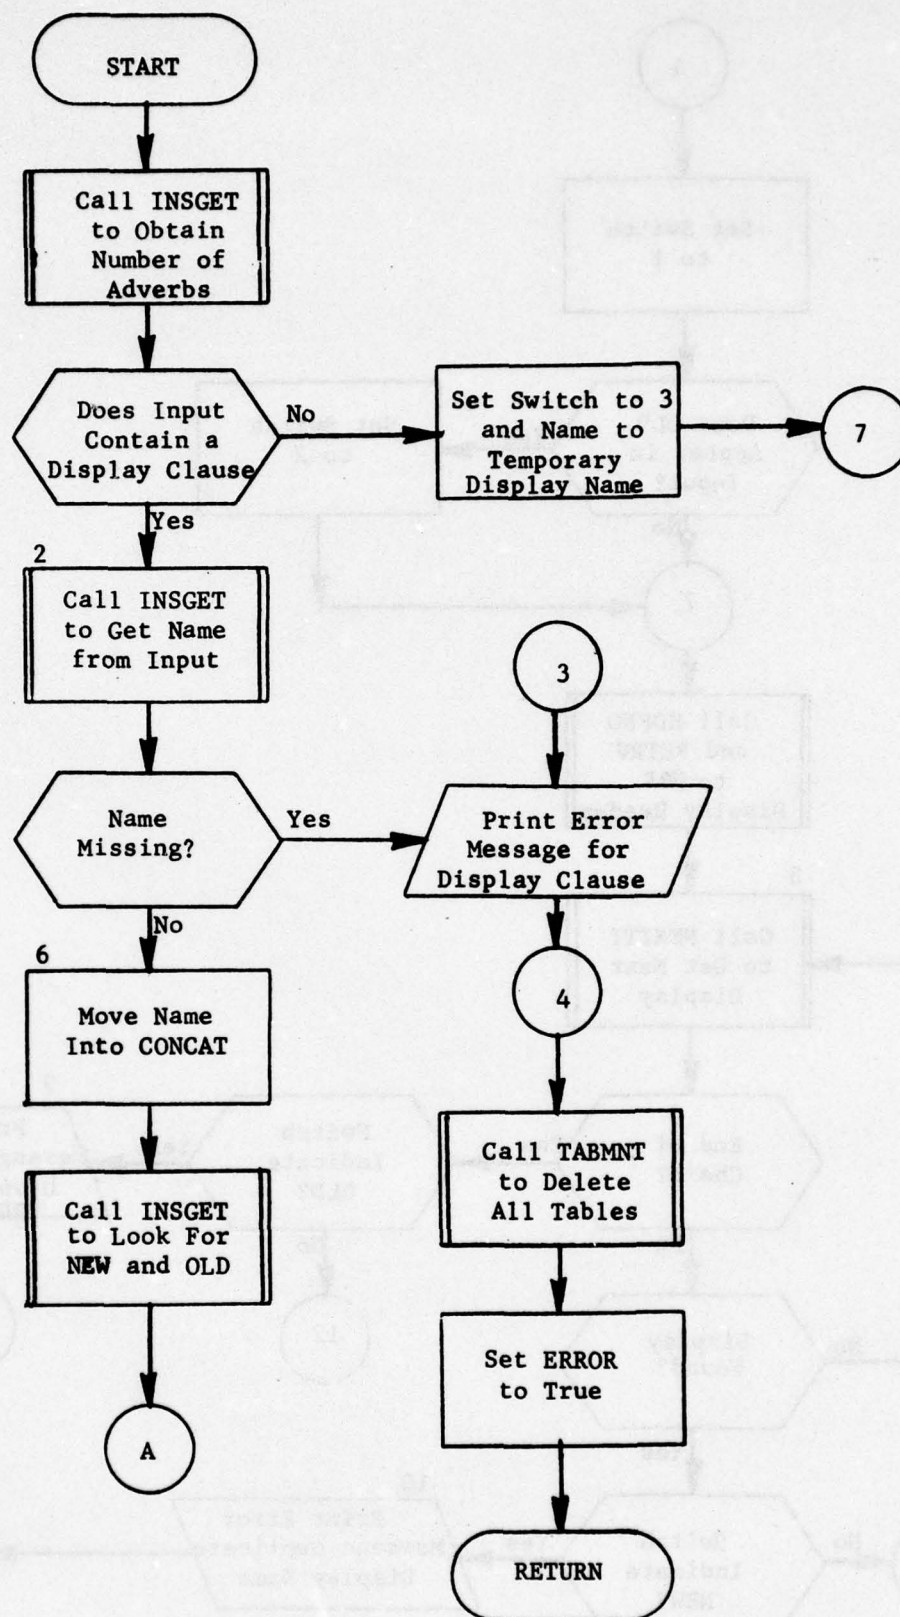 START
Call INSGET
to Obtain
Number of
Adverbs
Does Input
Contain a
Display Clause
No
Set Switch to 3
and Name to
Temporary
Display Name
7
Yes
2
Call INSGET
to Get Name
from Input
Name
Missing?
Yes
3
Print Error
Message for
Display Clause
No
6
Move Name
Into CONCAT
4
Call INSGET
to Look For
NEW and OLD
Call TABMNT
to Delete
All Tables
A
Set ERROR
to True
RETURN